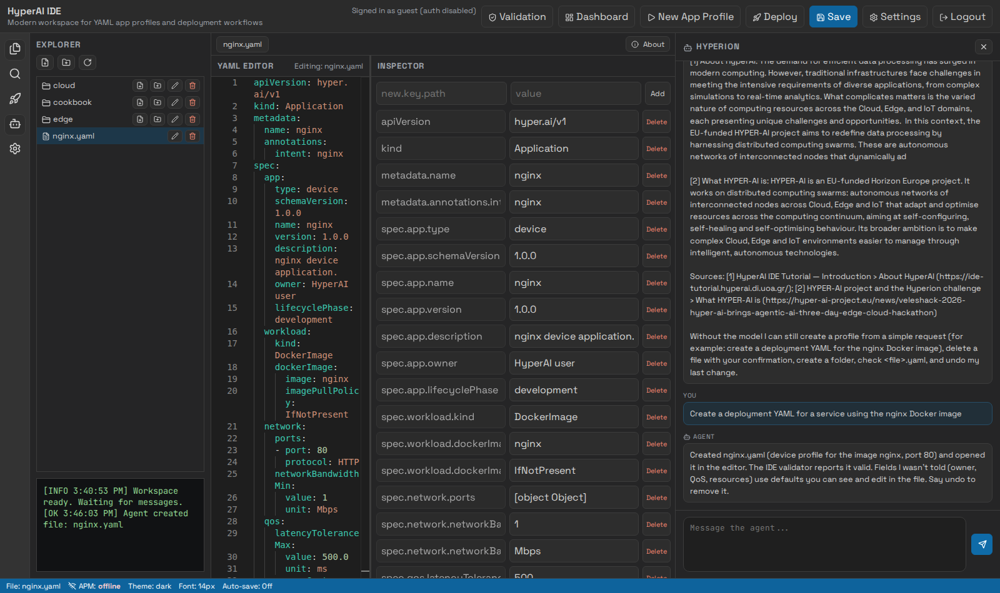 HyperAI IDE
Modern workspace for YAML app profiles and deployment workflows
Signed in as guest (auth disabled)
Validation
Dashboard
New App Profile
Deploy
Save
Settings
Logout
EXPLORER
cloud
cookbook
edge
nginx.yaml
[INFO 3:40:53 PM] Workspace
ready. Waiting for messages.
[OK 3:46:03 PM] Agent created
file: nginx.yaml
nginx.yaml
About
YAML EDITOR
Editing: nginx.yaml
1 apiVersion: hyper.
ai/v1
2 kind: Application
3 metadata:
4 name: nginx
5 annotations:
6 intent: nginx
7 spec:
8 app:
9 type: device
10 schemaVersion:
1.0.0
11 name: nginx
12 version: 1.0.0
13 description:
nginx device
application.
14 owner: HyperAI
user
15 lifecyclePhase:
development
16 workload:
17 kind:
DockerImage
18 dockerImage:
19 image: nginx
20 imagePullPolic
y:
IfNotPresent
21 network:
22 ports:
23 - port: 80
24 protocol: HTTP
25 networkBandwidth
Min:
26 value: 1
27 unit: Mbps
28 qos:
29 latencyTolerance
Max:
30 value: 500.0
31 unit: ms
INSPECTOR
new.key.path value Add
apiVersion hyper.ai/v1 Delete
kind Application Delete
metadata.name nginx Delete
metadata.annotations.int nginx Delete
spec.app.type device Delete
spec.app.schemaVersion 1.0.0 Delete
spec.app.name nginx Delete
spec.app.version 1.0.0 Delete
spec.app.description nginx device application. Delete
spec.app.owner HyperAI user Delete
spec.app.lifecyclePhase development Delete
spec.workload.kind DockerImage Delete
spec.workload.dockerIma nginx Delete
spec.workload.dockerIma IfNotPresent Delete
spec.network.ports [object Object] Delete
spec.network.networkBa 1 Delete
spec.network.networkBa Mbps Delete
spec.qos.latencyToleranc 500 Delete
HYPERION
[1] About HyperAI: The demand for efficient data processing has surged in
modern computing. However, traditional infrastructures face challenges in
meeting the intensive requirements of diverse applications, from complex
simulations to real-time analytics. What complicates matters is the varied
nature of computing resources across the Cloud, Edge, and IoT domains,
each presenting unique challenges and opportunities. In this context, the
EU-funded HYPER-AI project aims to redefine data processing by
harnessing distributed computing swarms. These are autonomous
networks of interconnected nodes that dynamically ad
[2] What HYPER-AI is: HYPER-AI is an EU-funded Horizon Europe project. It
works on distributed computing swarms: autonomous networks of
interconnected nodes across Cloud, Edge and IoT that adapt and optimise
resources across the computing continuum, aiming at self-configuring,
self-healing and self-optimising behaviour. Its broader ambition is to make
complex Cloud, Edge and IoT environments easier to manage through
intelligent, autonomous technologies.
Sources: [1] HyperAI IDE Tutorial — Introduction > About HyperAI (https://ide-
tutorial.hyperai.di.uoa.gr/); [2] HYPER-AI project and the Hyperion challenge
> What HYPER-AI is (https://hyper-ai-project.eu/news/veleshack-2026-
hyper-ai-brings-agentic-ai-three-day-edge-cloud-hackathon)
Without the model I can still create a profile from a simple request (for
example: create a deployment YAML for the nginx Docker image), delete a
file with your confirmation, create a folder, check <file>.yaml, and undo my
last change.
YOU
Create a deployment YAML for a service using the nginx Docker image
AGENT
Created nginx.yaml (device profile for the image nginx, port 80) and opened
it in the editor. The IDE validator reports it valid. Fields I wasn't told (owner,
QoS, resources) use defaults you can see and edit in the file. Say undo to
remove it.
Message the agent...
File: nginx.yaml
APM: offline
Theme: dark
Font: 14px
Auto-save: Off